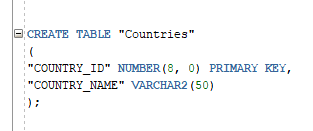 CREATE TABLE "Countries"
(
"COUNTRY_ID" NUMBER(8, 0) PRIMARY KEY,
"COUNTRY_NAME" VARCHAR2(50)
);